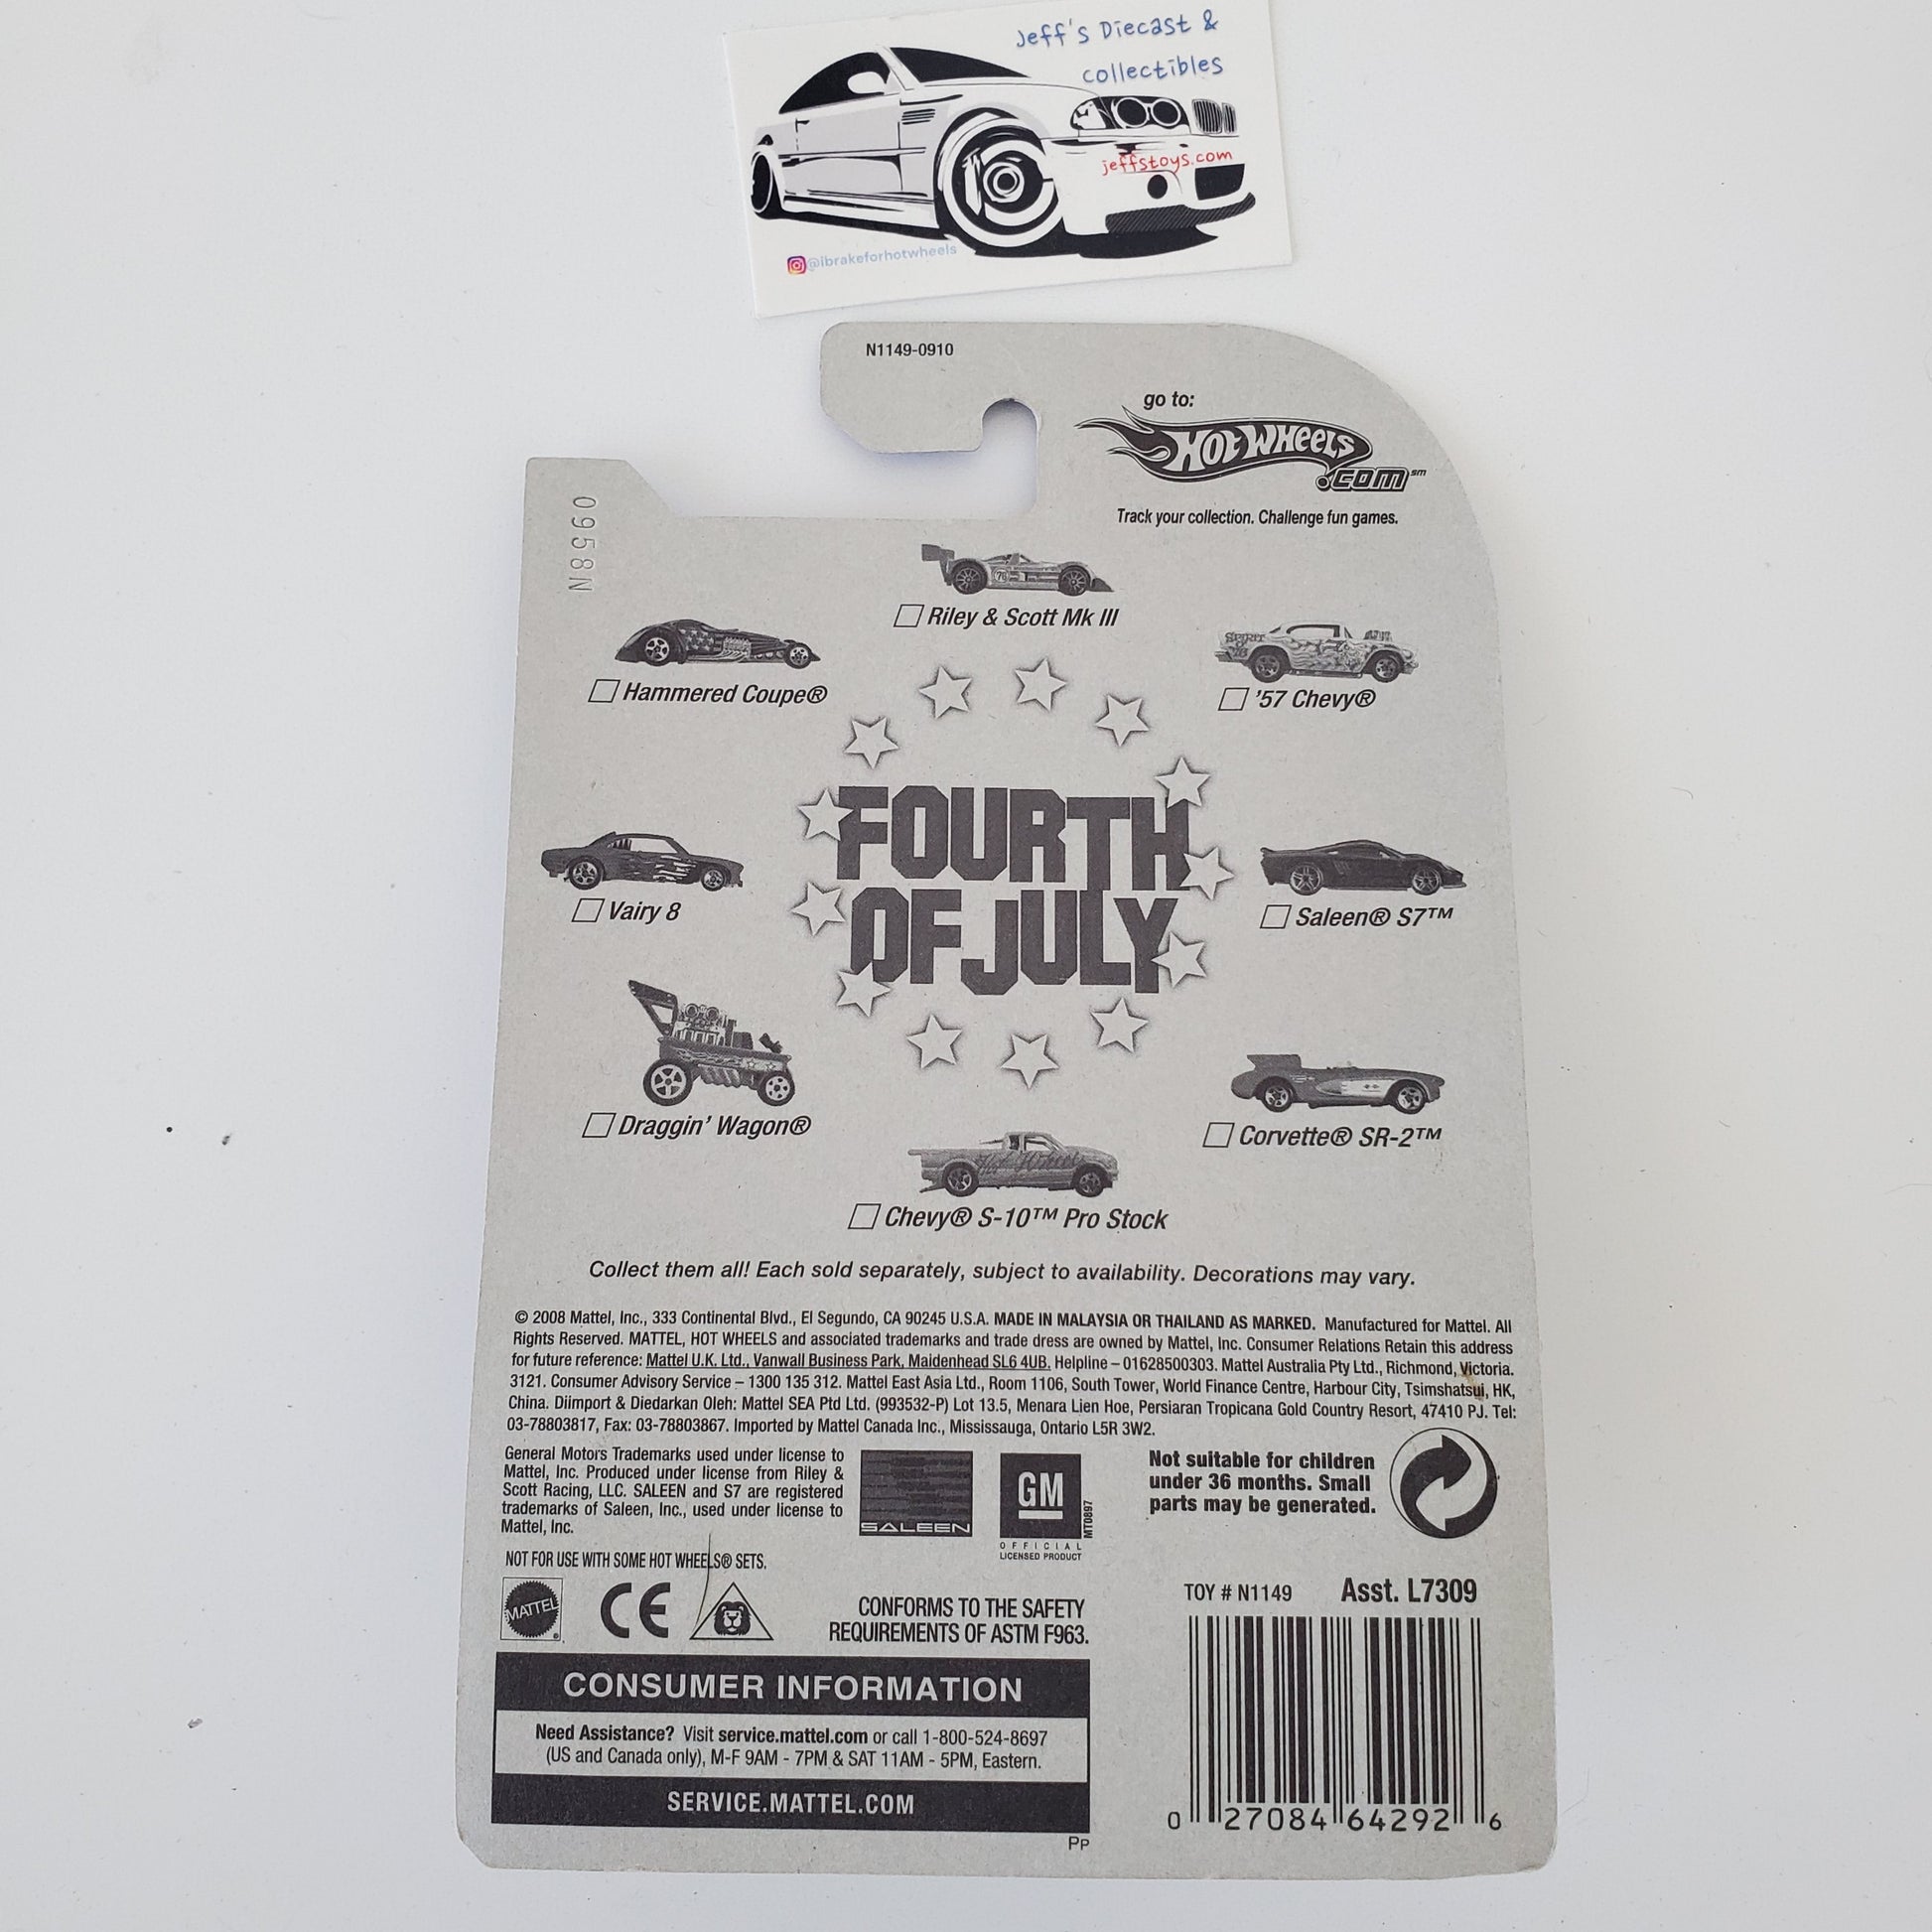 Jeff's Diecast &
collectibles
jeffstoys.com
@ibrakeforhotwheels
N1149-0910
go to:
Hot Wheels
.com℠
Track your collection. Challenge fun games.
0958N
Riley & Scott Mk III
Hammered Coupe®
'57 Chevy®
FOURTH
OF JULY
Vairy 8
Saleen® S7™
Draggin' Wagon®
Corvette® SR-2™
Chevy® S-10™ Pro Stock
Collect them all! Each sold separately, subject to availability. Decorations may vary.
© 2008 Mattel, Inc., 333 Continental Blvd., El Segundo, CA 90245 U.S.A. MADE IN MALAYSIA OR THAILAND AS MARKED. Manufactured for Mattel. All
Rights Reserved. MATTEL, HOT WHEELS and associated trademarks and trade dress are owned by Mattel, Inc. Consumer Relations Retain this address
for future reference: Mattel U.K. Ltd., Vanwall Business Park, Maidenhead SL6 4UB. Helpline – 01628500303. Mattel Australia Pty Ltd., Richmond, Victoria.
3121. Consumer Advisory Service – 1300 135 312. Mattel East Asia Ltd., Room 1106, South Tower, World Finance Centre, Harbour City, Tsimshatsui, HK,
China. Diimport & Diedarkan Oleh: Mattel SEA Ptd Ltd. (993532-P) Lot 13.5, Menara Lien Hoe, Persiaran Tropicana Gold Country Resort, 47410 PJ. Tel:
03-78803817, Fax: 03-78803867. Imported by Mattel Canada Inc., Mississauga, Ontario L5R 3W2.
General Motors Trademarks used under license to
Mattel, Inc. Produced under license from Riley &
Scott Racing, LLC. SALEEN and S7 are registered
trademarks of Saleen, Inc., used under license to
Mattel, Inc.
SALEEN
GM
MT0897
OFFICIAL
LICENSED PRODUCT
Not suitable for children
under 36 months. Small
parts may be generated.
NOT FOR USE WITH SOME HOT WHEELS® SETS.
MATTEL
CE
CONFORMS TO THE SAFETY
REQUIREMENTS OF ASTM F963.
TOY # N1149 Asst. L7309
CONSUMER INFORMATION
Need Assistance? Visit service.mattel.com or call 1-800-524-8697
(US and Canada only), M-F 9AM - 7PM & SAT 11AM - 5PM, Eastern.
SERVICE.MATTEL.COM
PP
0 27084 64292 6